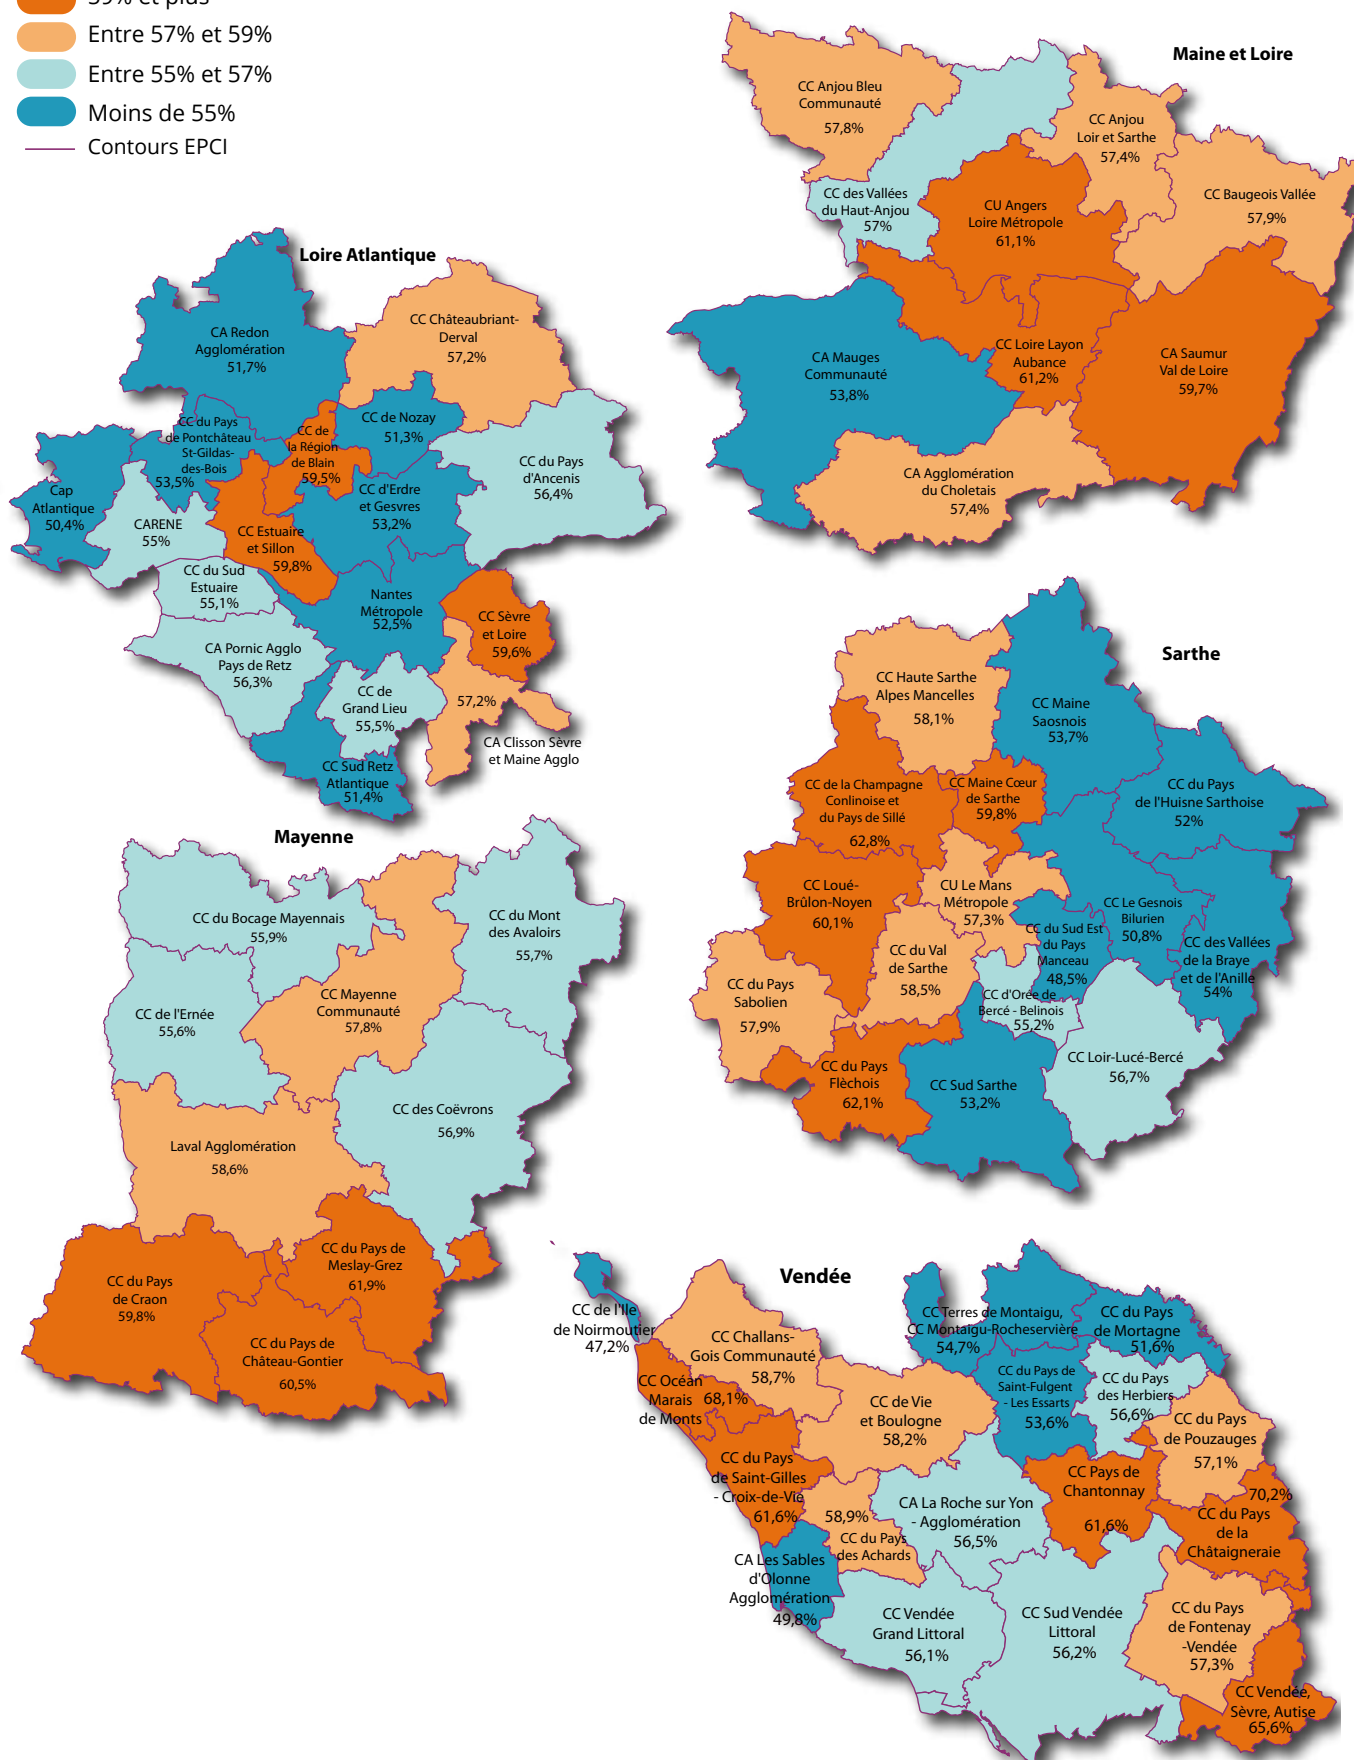 59% et plus
Entre 57% et 59%
Entre 55% et 57%
Moins de 55%
Contours EPCI
Maine et Loire
CC Anjou Bleu
Communauté
57,8%
CC Anjou
Loir et Sarthe
57,4%
CC des Vallées
du Haut-Anjou
57%
CU Angers
Loire Métropole
61,1%
CC Baugeois Vallée
57,9%
CA Mauges
Communauté
53,8%
CC Loire Layon
Aubance
61,2%
CA Saumur
Val de Loire
59,7%
CA Agglomération
du Choletais
57,4%
Loire Atlantique
CA Redon
Agglomération
51,7%
CC Châteaubriant-
Derval
57,2%
CC du Pays
de Pontchâteau
St-Gildas-
des-Bois
53,5%
CC de
la Région
de Blain
59,5%
CC de Nozay
51,3%
CC du Pays
d'Ancenis
56,4%
Cap
Atlantique
50,4%
CARENE
55%
CC Estuaire
et Sillon
59,8%
CC d'Erdre
et Gesvres
53,2%
CC du Sud
Estuaire
55,1%
Nantes
Métropole
52,5%
CC Sèvre
et Loire
59,6%
CA Pornic Agglo
Pays de Retz
56,3%
CC de
Grand Lieu
55,5%
57,2%
CA Clisson Sèvre
et Maine Agglo
CC Sud Retz
Atlantique
51,4%
Sarthe
CC Haute Sarthe
Alpes Mancelles
58,1%
CC Maine
Saosnois
53,7%
CC de la Champagne
Conlinoise et
du Pays de Sillé
62,8%
CC Maine Cœur
de Sarthe
59,8%
CC du Pays
de l'Huisne Sarthoise
52%
CC Loué-
Brûlon-Noyen
60,1%
CU Le Mans
Métropole
57,3%
CC Le Gesnois
Bilurien
50,8%
CC du Sud Est
du Pays
Manceau
48,5%
CC des Vallées
de la Braye
et de l'Anille
54%
CC du Val
de Sarthe
58,5%
CC du Pays
Sabolien
57,9%
CC d'Orée de
Bercé - Belinois
55,2%
CC Loir-Lucé-Bercé
56,7%
CC du Pays
Flèchois
62,1%
CC Sud Sarthe
53,2%
Mayenne
CC du Bocage Mayennais
55,9%
CC du Mont
des Avaloirs
55,7%
CC de l'Ernée
55,6%
CC Mayenne
Communauté
57,8%
CC des Coëvrons
56,9%
Laval Agglomération
58,6%
CC du Pays
de Craon
59,8%
CC du Pays de
Meslay-Grez
61,9%
CC du Pays de
Château-Gontier
60,5%
Vendée
CC de l'Ile
de Noirmoutier
47,2%
CC Challans-
Gois Communauté
58,7%
CC Océan
Marais
de Monts
68,1%
CC Terres de Montaigu,
CC Montaigu-Rocheservière
54,7%
CC du Pays
de Mortagne
51,6%
CC de Vie
et Boulogne
58,2%
CC du Pays de
Saint-Fulgent
- Les Essarts
53,6%
CC du Pays
des Herbiers
56,6%
CC du Pays
de Pouzauges
57,1%
CC du Pays
de Saint-Gilles
- Croix-de-Vie
61,6%
58,9%
CC du Pays
des Achards
CA La Roche sur Yon
- Agglomération
56,5%
CC Pays de
Chantonnay
61,6%
70,2%
CC du Pays
de la
Châtaigneraie
CA Les Sables
d'Olonne
Agglomération
49,8%
CC Vendée
Grand Littoral
56,1%
CC Sud Vendée
Littoral
56,2%
CC du Pays
de Fontenay
-Vendée
57,3%
CC Vendée,
Sèvre, Autise
65,6%